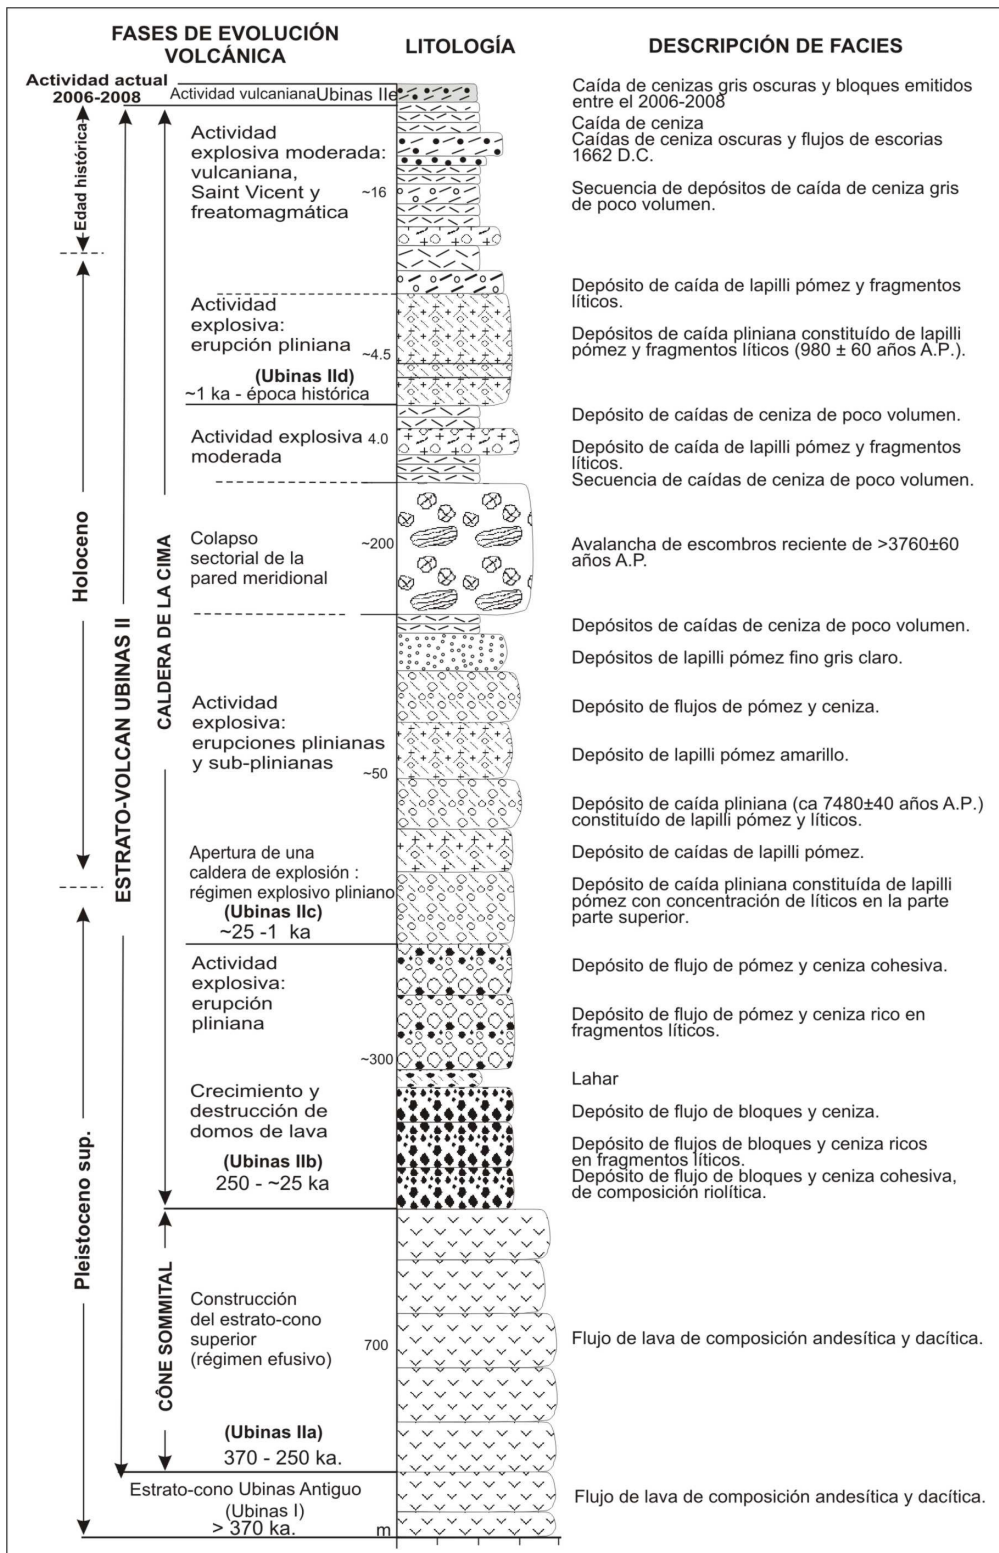 FASES DE EVOLUCIÓN
VOLCÁNICA
LITOLOGÍA
DESCRIPCIÓN DE FACIES
Actividad actual
2006-2008
Actividad vulcaniana Ubinas IIe
Caída de cenizas gris oscuras y bloques emitidos
entre el 2006-2008
Edad histórica
Actividad
explosiva moderada:
vulcaniana,
Saint Vicent y
freatomagmática
~16
Caída de ceniza
Caídas de ceniza oscuras y flujos de escorias
1662 D.C.
Secuencia de depósitos de caída de ceniza gris
de poco volumen.
Depósito de caída de lapilli pómez y fragmentos
líticos.
Actividad
explosiva:
erupción pliniana
~4.5
(Ubinas IId)
~1 ka - época histórica
Depósitos de caída pliniana constituído de lapilli
pómez y fragmentos líticos (980 ± 60 años A.P.).
Actividad explosiva
moderada
4.0
Depósito de caídas de ceniza de poco volumen.
Depósito de caída de lapilli pómez y fragmentos
líticos.
Secuencia de caídas de ceniza de poco volumen.
Holoceno
ESTRATO-VOLCAN UBINAS II
CALDERA DE LA CIMA
Colapso
sectorial de la
pared meridional
~200
Avalancha de escombros reciente de >3760±60
años A.P.
Actividad
explosiva:
erupciones plinianas
y sub-plinianas
~50
Depósitos de caídas de ceniza de poco volumen.
Depósitos de lapilli pómez fino gris claro.
Depósito de flujos de pómez y ceniza.
Depósito de lapilli pómez amarillo.
Depósito de caída pliniana (ca 7480±40 años A.P.)
constituído de lapilli pómez y líticos.
Apertura de una
caldera de explosión :
régimen explosivo pliniano
(Ubinas IIc)
~25 -1 ka
Depósito de caídas de lapilli pómez.
Depósito de caída pliniana constituída de lapilli
pómez con concentración de líticos en la parte
parte superior.
Actividad
explosiva:
erupción
pliniana
~300
Depósito de flujo de pómez y ceniza cohesiva.
Depósito de flujo de pómez y ceniza rico en
fragmentos líticos.
Crecimiento y
destrucción de
domos de lava
(Ubinas IIb)
250 - ~25 ka
Lahar
Depósito de flujo de bloques y ceniza.
Depósito de flujos de bloques y ceniza ricos
en fragmentos líticos.
Depósito de flujo de bloques y ceniza cohesiva,
de composición riolítica.
Pleistoceno sup.
CÔNE SOMMITAL
Construcción
del estrato-cono
superior
(régimen efusivo)
700
(Ubinas IIa)
370 - 250 ka.
Flujo de lava de composición andesítica y dacítica.
Estrato-cono Ubinas Antiguo
(Ubinas I)
> 370 ka.
m
Flujo de lava de composición andesítica y dacítica.